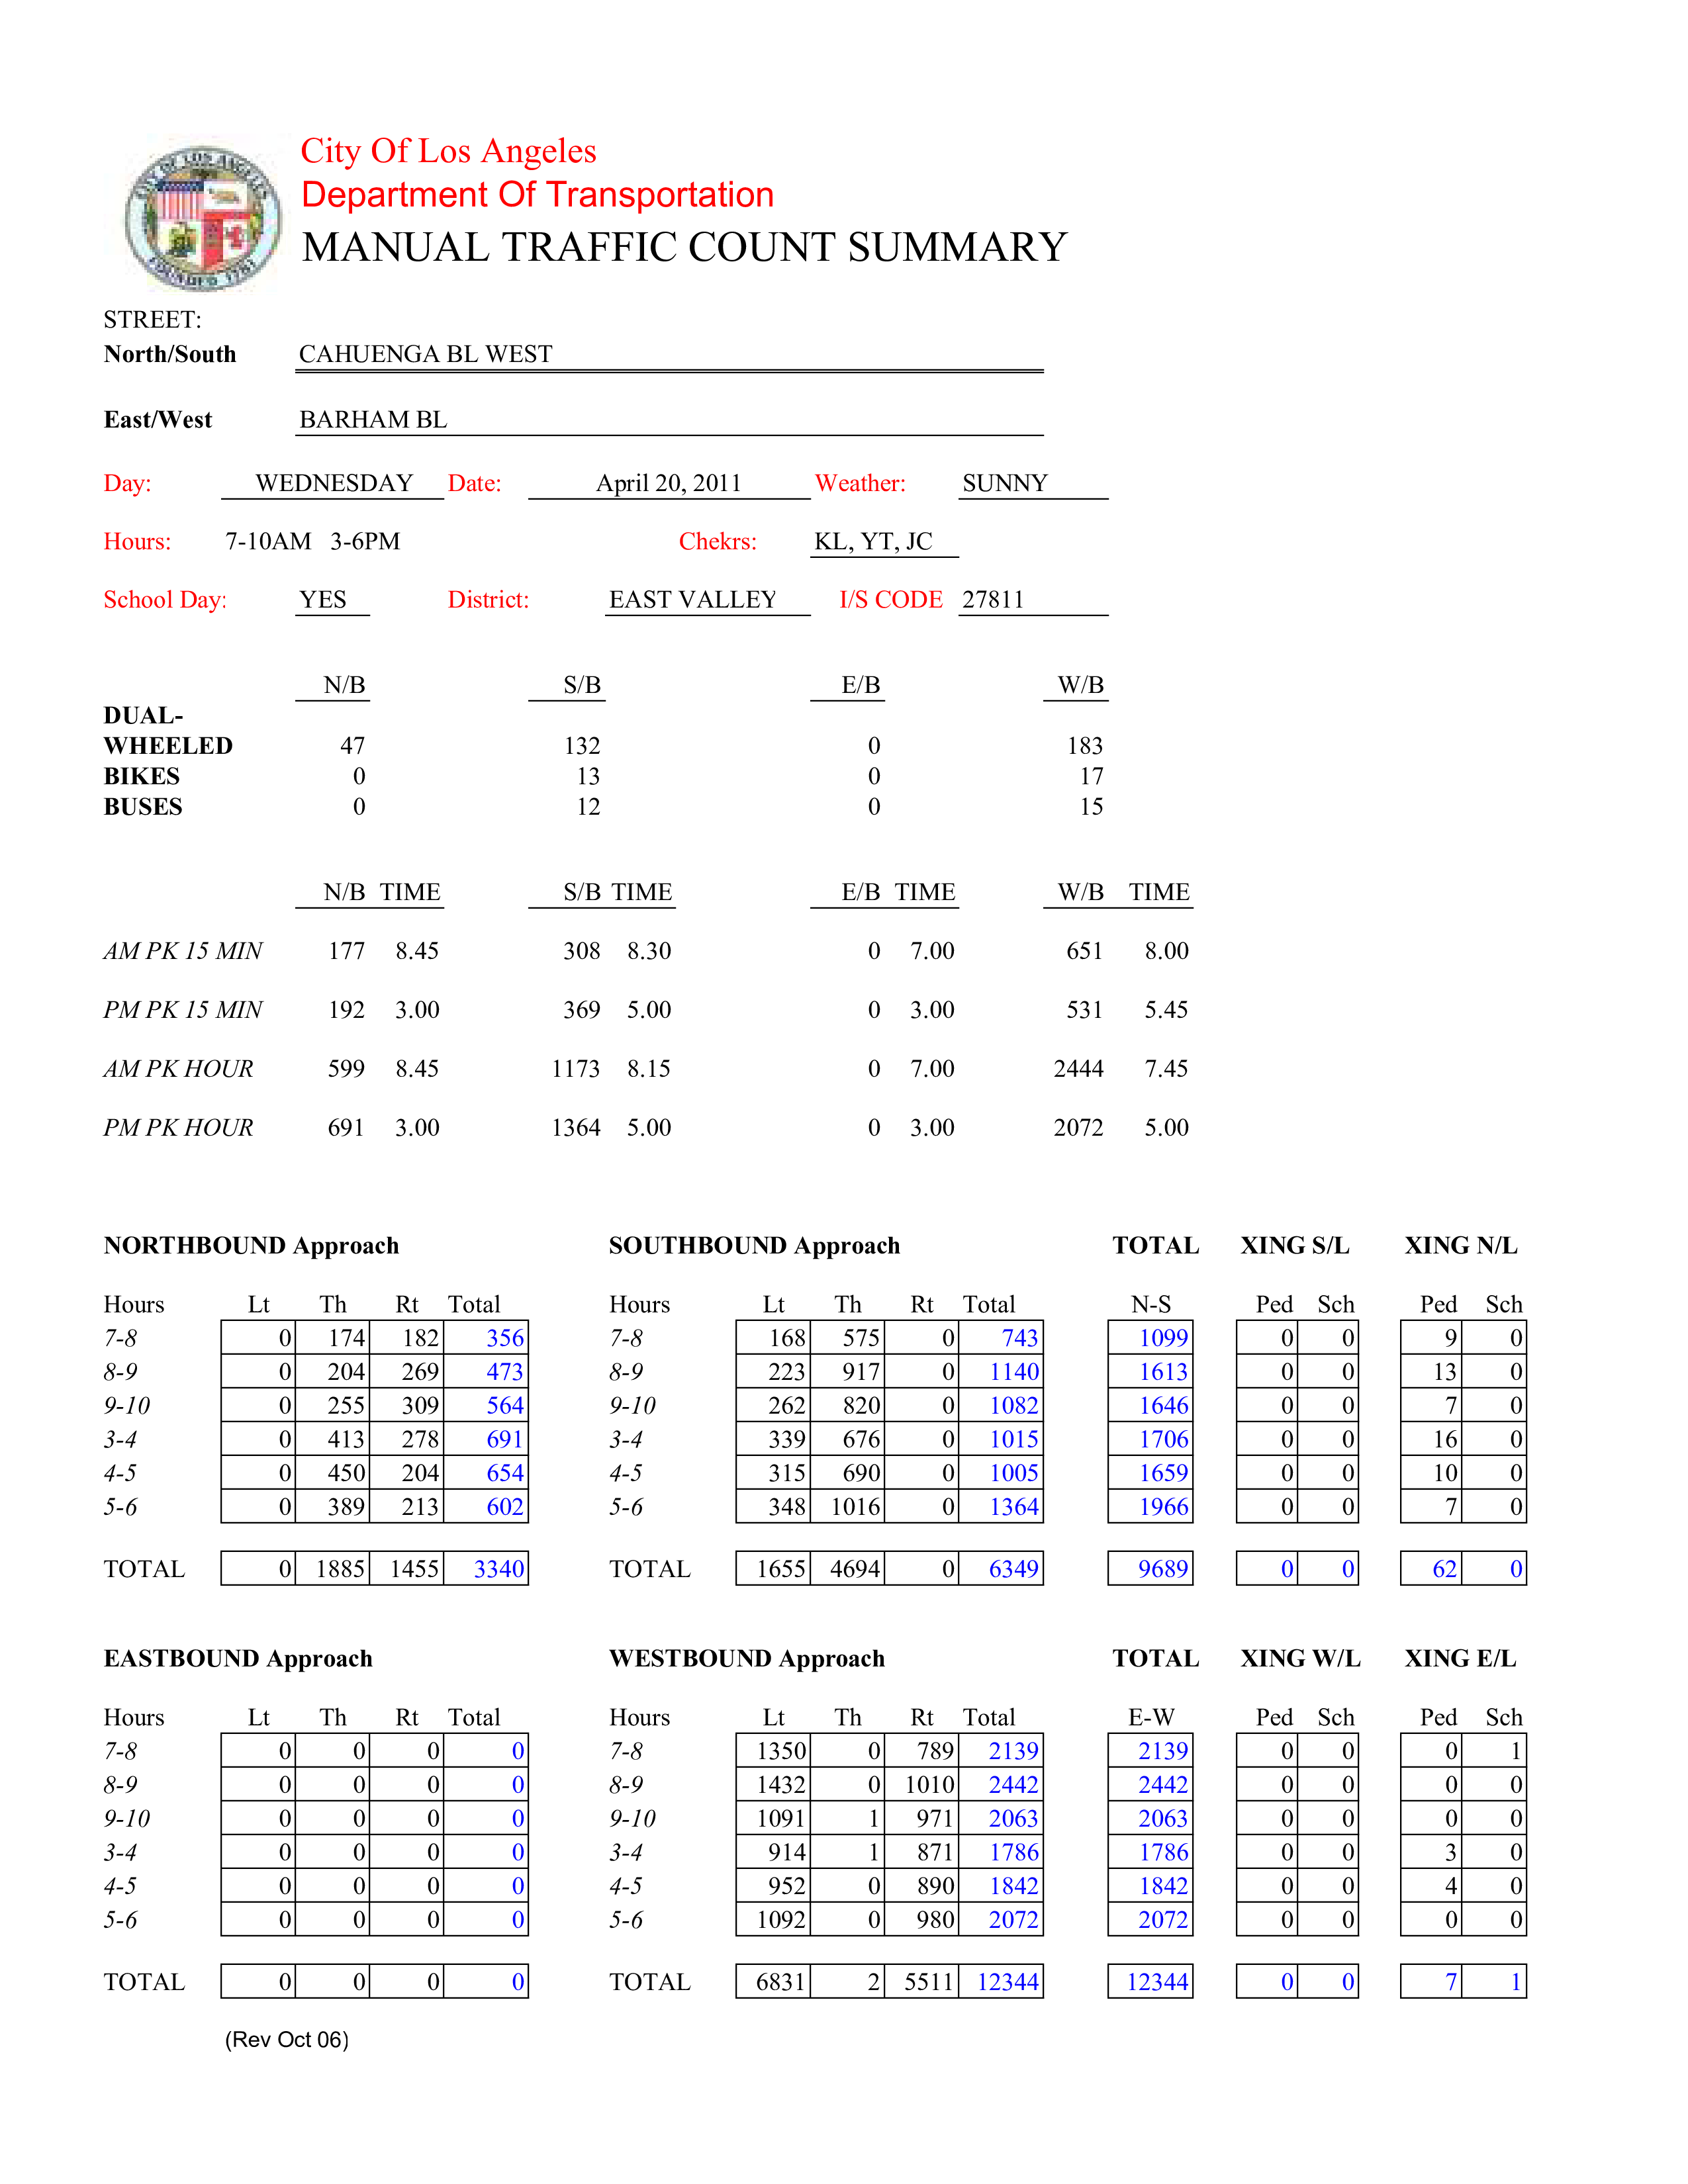 City Of Los Angeles
Department Of Transportation
MANUAL TRAFFIC COUNT SUMMARY
STREET:
North/South CAHUENGA BL WEST
East/West BARHAM BL
Day: WEDNESDAY Date: April 20, 2011 Weather: SUNNY
Hours: 7-10AM 3-6PM Chekrs: KL, YT, JC
School Day: YES District: EAST VALLEY I/S CODE 27811
N/B S/B E/B W/B
DUAL-
WHEELED 47 132 0 183
BIKES 0 13 0 17
BUSES 0 12 0 15
N/B TIME S/B TIME E/B TIME W/B TIME
AM PK 15 MIN 177 8.45 308 8.30 0 7.00 651 8.00
PM PK 15 MIN 192 3.00 369 5.00 0 3.00 531 5.45
AM PK HOUR 599 8.45 1173 8.15 0 7.00 2444 7.45
PM PK HOUR 691 3.00 1364 5.00 0 3.00 2072 5.00
NORTHBOUND Approach SOUTHBOUND Approach TOTAL XING S/L XING N/L
Hours Lt Th Rt Total Hours Lt Th Rt Total N-S Ped Sch Ped Sch
7-8 0 174 182 356 7-8 168 575 0 743 1099 0 0 9 0
8-9 0 204 269 473 8-9 223 917 0 1140 1613 0 0 13 0
9-10 0 255 309 564 9-10 262 820 0 1082 1646 0 0 7 0
3-4 0 413 278 691 3-4 339 676 0 1015 1706 0 0 16 0
4-5 0 450 204 654 4-5 315 690 0 1005 1659 0 0 10 0
5-6 0 389 213 602 5-6 348 1016 0 1364 1966 0 0 7 0
TOTAL 0 1885 1455 3340 TOTAL 1655 4694 0 6349 9689 0 0 62 0
EASTBOUND Approach WESTBOUND Approach TOTAL XING W/L XING E/L
Hours Lt Th Rt Total Hours Lt Th Rt Total E-W Ped Sch Ped Sch
7-8 0 0 0 0 7-8 1350 0 789 2139 2139 0 0 0 1
8-9 0 0 0 0 8-9 1432 0 1010 2442 2442 0 0 0 0
9-10 0 0 0 0 9-10 1091 1 971 2063 2063 0 0 0 0
3-4 0 0 0 0 3-4 914 1 871 1786 1786 0 0 3 0
4-5 0 0 0 0 4-5 952 0 890 1842 1842 0 0 4 0
5-6 0 0 0 0 5-6 1092 0 980 2072 2072 0 0 0 0
TOTAL 0 0 0 0 TOTAL 6831 2 5511 12344 12344 0 0 7 1
(Rev Oct 06)